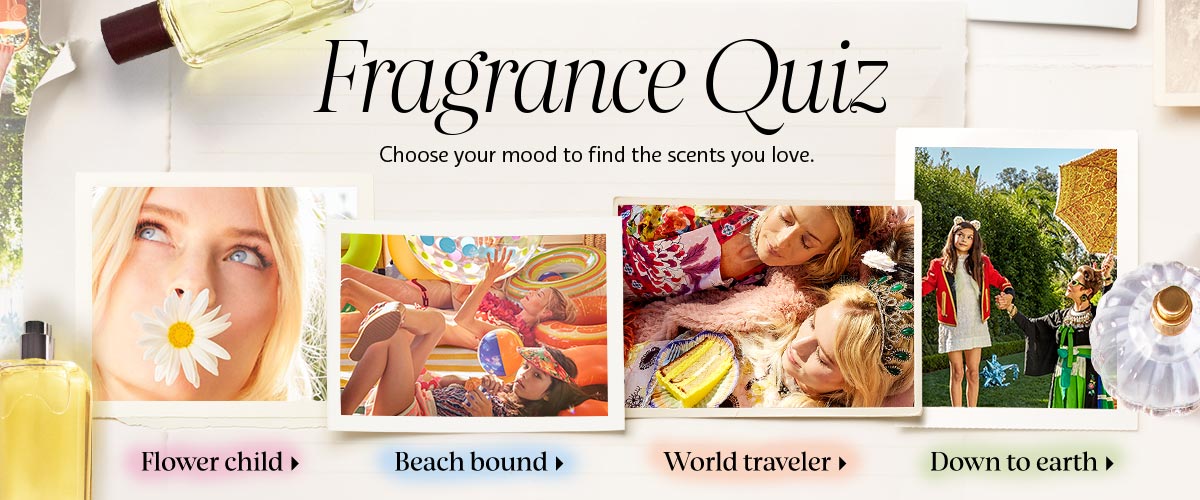 Fragrance Quiz
Choose your mood to find the scents you love.
Flower child
Beach bound
World traveler
Down to earth